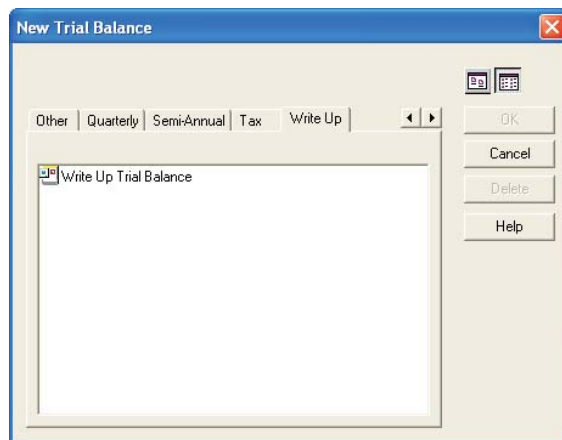 New Trial Balance
Other
Quarterly
Semi-Annual
Tax
Write Up
OK
Cancel
Delete
Help
Write Up Trial Balance